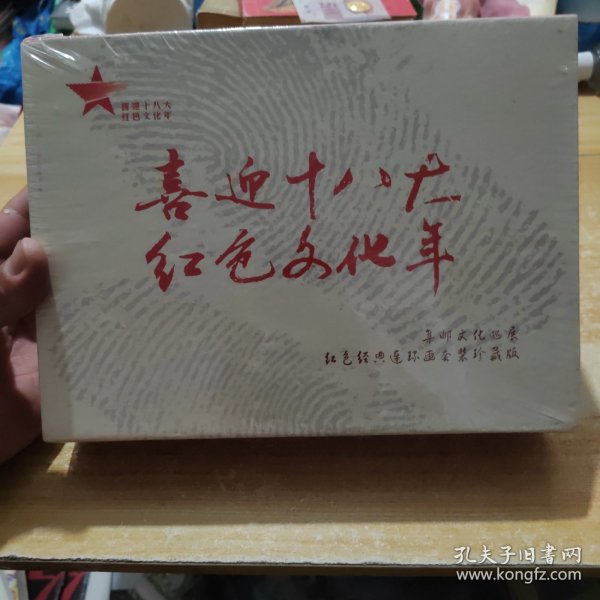 喜迎十八大
红色文化年
喜迎十八大
红色文化年
集邮文化巡展
红色经典连环画套装珍藏版
孔夫子旧书网
www.kongfz.com